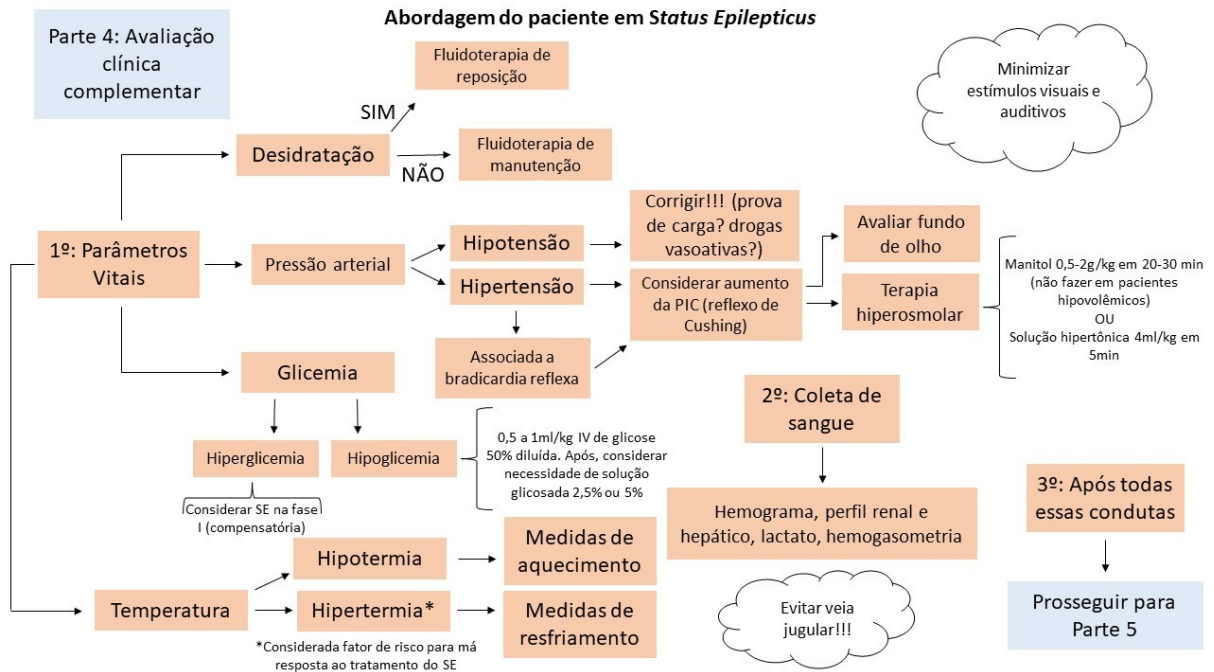 Abordagem do paciente em Status Epilepticus
Parte 4: Avaliação
clínica
complementar
Minimizar
estímulos visuais e
auditivos
Fluidoterapia de
reposição
SIM
Desidratação
NÃO
Fluidoterapia de
manutenção
1º: Parâmetros
Vitais
Pressão arterial
Hipotensão
Corrigir!!! (prova
de carga? drogas
vasoativas?)
Hipertensão
Considerar aumento
da PIC (reflexo de
Cushing)
Associada a
bradicardia reflexa
Avaliar fundo
de olho
Terapia
hiperosmolar
Manitol 0,5-2g/kg em 20-30 min
(não fazer em pacientes
hipovolêmicos)
OU
Solução hipertônica 4ml/kg em
5min
Glicemia
Hiperglicemia
Considerar SE na fase
I (compensatória)
Hipoglicemia
0,5 a 1ml/kg IV de glicose
50% diluída. Após, considerar
necessidade de solução
glicosada 2,5% ou 5%
Temperatura
Hipotermia
Medidas de
aquecimento
Hipertermia*
Medidas de
resfriamento
*Considerada fator de risco para má
resposta ao tratamento do SE
2º: Coleta de
sangue
Hemograma, perfil renal e
hepático, lactato, hemogasometria
Evitar veia
jugular!!!
3º: Após todas
essas condutas
Prosseguir para
Parte 5